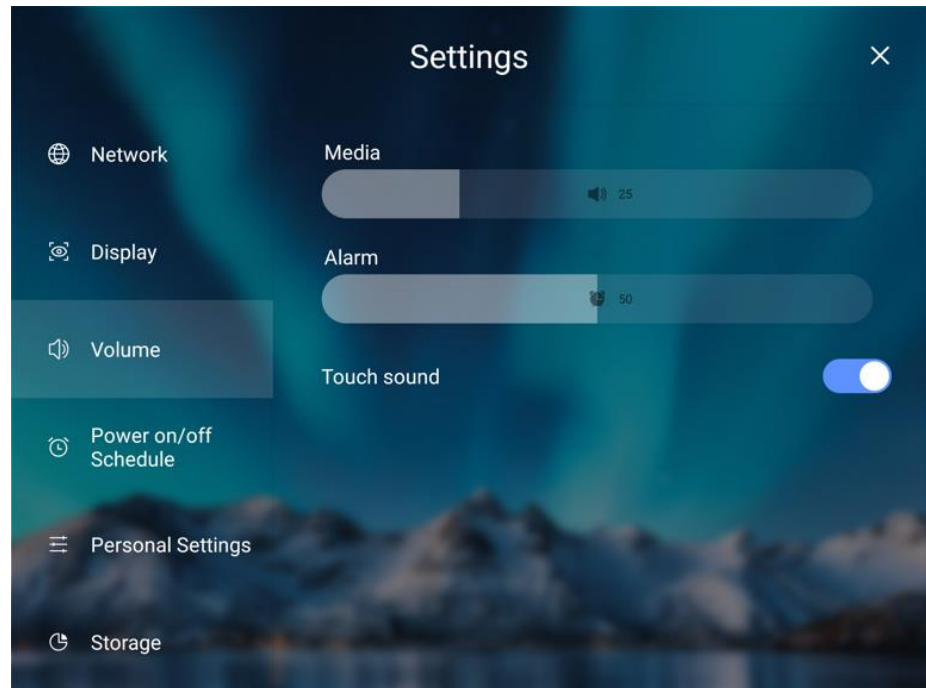 Settings
Network
Display
Volume
Power on/off
Schedule
Personal Settings
Storage
Media
25
Alarm
50
Touch sound